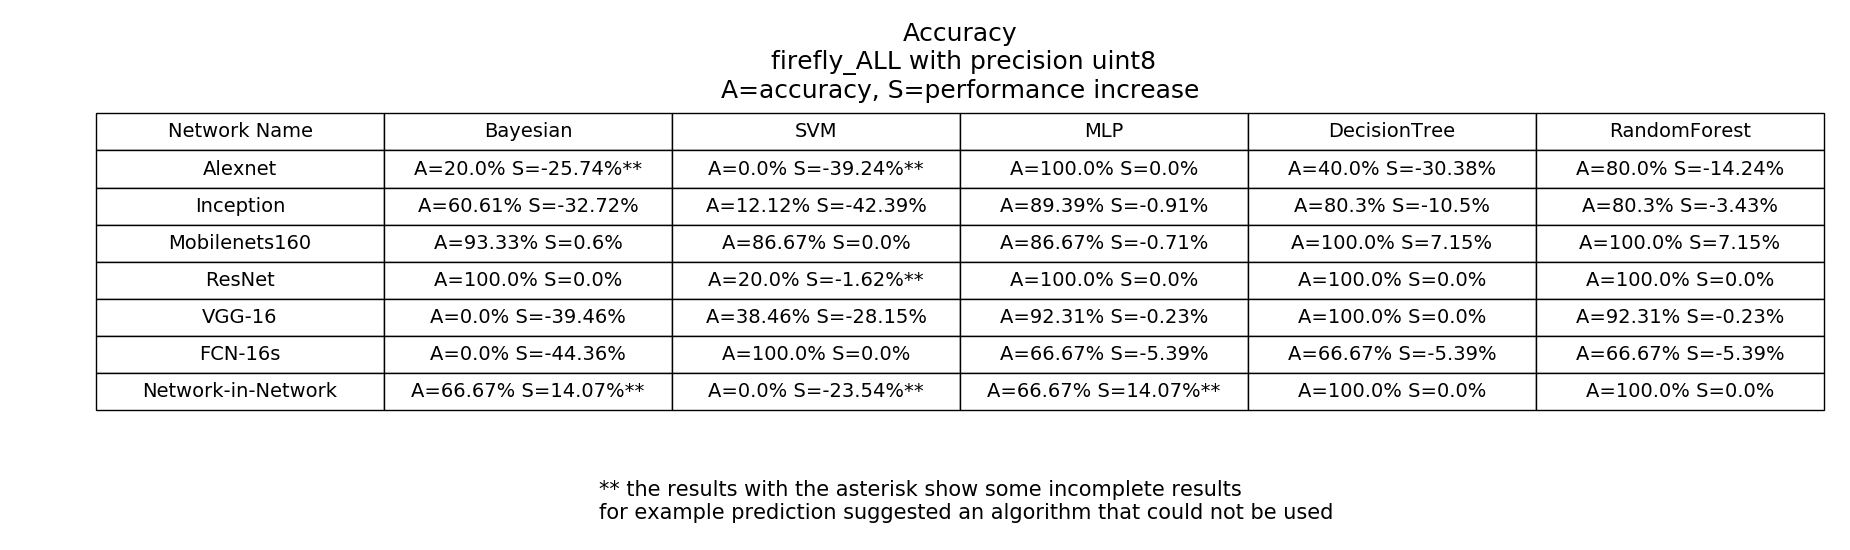 Accuracy
firefly_ALL with precision uint8
A=accuracy, S=performance increase
Network Name Bayesian SVM MLP DecisionTree RandomForest
Alexnet A=20.0% S=-25.74%** A=0.0% S=-39.24%** A=100.0% S=0.0% A=40.0% S=-30.38% A=80.0% S=-14.24%
Inception A=60.61% S=-32.72% A=12.12% S=-42.39% A=89.39% S=-0.91% A=80.3% S=-10.5% A=80.3% S=-3.43%
Mobilenets160 A=93.33% S=0.6% A=86.67% S=0.0% A=86.67% S=-0.71% A=100.0% S=7.15% A=100.0% S=7.15%
ResNet A=100.0% S=0.0% A=20.0% S=-1.62%** A=100.0% S=0.0% A=100.0% S=0.0% A=100.0% S=0.0%
VGG-16 A=0.0% S=-39.46% A=38.46% S=-28.15% A=92.31% S=-0.23% A=100.0% S=0.0% A=92.31% S=-0.23%
FCN-16s A=0.0% S=-44.36% A=100.0% S=0.0% A=66.67% S=-5.39% A=66.67% S=-5.39% A=66.67% S=-5.39%
Network-in-Network A=66.67% S=14.07%** A=0.0% S=-23.54%** A=66.67% S=14.07%** A=100.0% S=0.0% A=100.0% S=0.0%
** the results with the asterisk show some incomplete results
for example prediction suggested an algorithm that could not be used